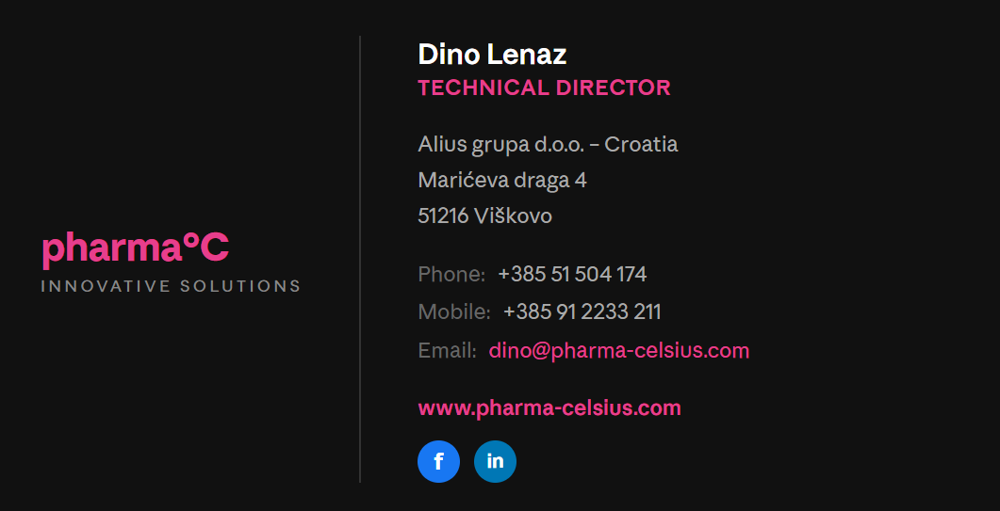 pharma°C
INNOVATIVE SOLUTIONS
Dino Lenaz
TECHNICAL DIRECTOR
Alius grupa d.o.o. – Croatia
Marićeva draga 4
51216 Viškovo
Phone: +385 51 504 174
Mobile: +385 91 2233 211
Email: dino@pharma-celsius.com
www.pharma-celsius.com
f in